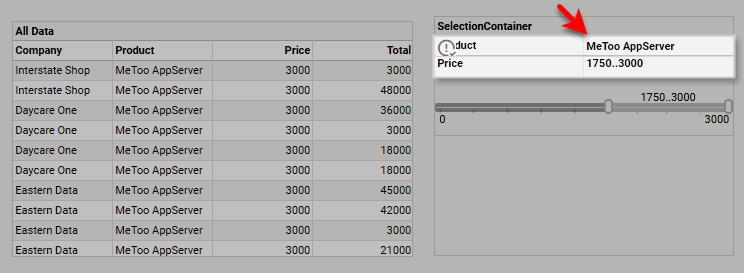 All Data
Company Product Price Total
Interstate Shop MeToo AppServer 3000 3000
Interstate Shop MeToo AppServer 3000 48000
Daycare One MeToo AppServer 3000 36000
Daycare One MeToo AppServer 3000 3000
Daycare One MeToo AppServer 3000 18000
Daycare One MeToo AppServer 3000 18000
Eastern Data MeToo AppServer 3000 45000
Eastern Data MeToo AppServer 3000 42000
Eastern Data MeToo AppServer 3000 3000
Eastern Data MeToo AppServer 3000 21000
SelectionContainer
duct MeToo AppServer
Price 1750..3000
1750..3000
0 3000